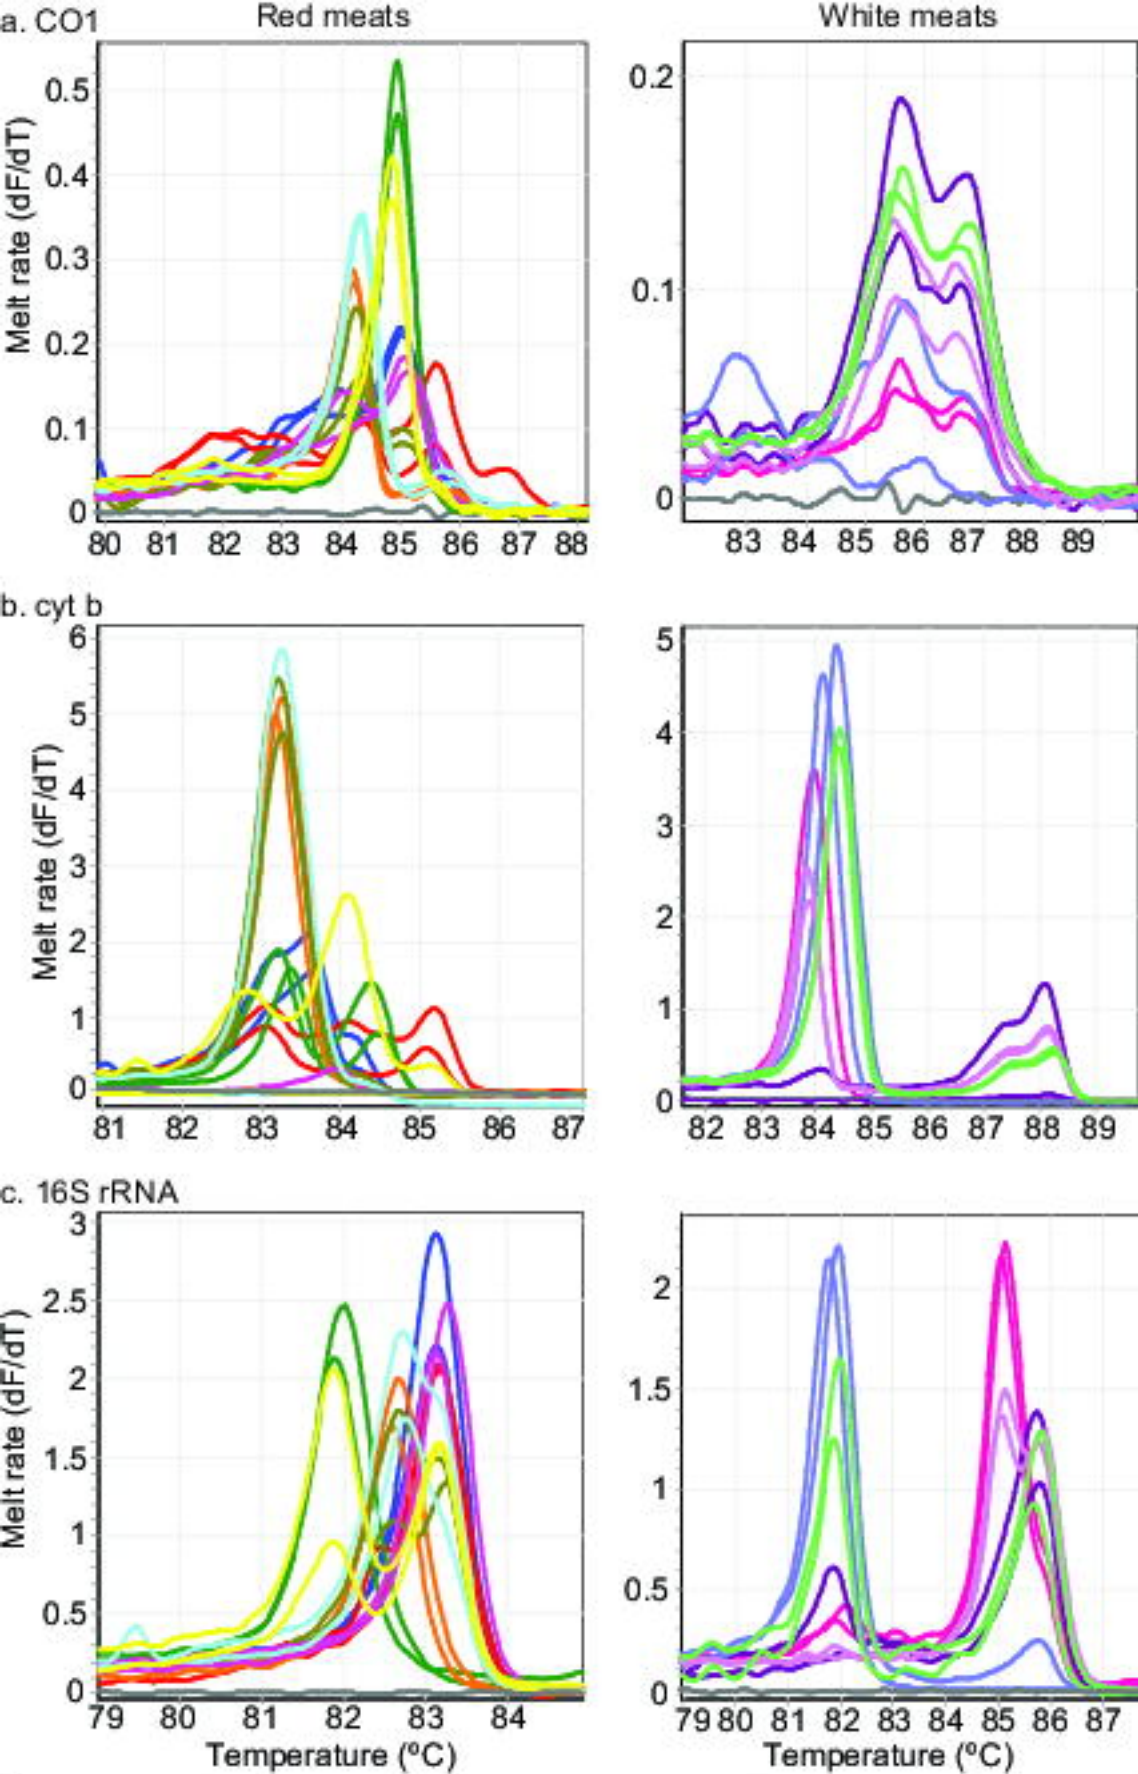 a. CO1
Red meats
White meats
Melt rate (dF/dT)
0.5
0.4
0.3
0.2
0.1
0
80 81 82 83 84 85 86 87 88
0.2
0.1
0
83 84 85 86 87 88 89
b. cyt b
Melt rate (dF/dT)
6
5
4
3
2
1
0
81 82 83 84 85 86 87
5
4
3
2
1
0
82 83 84 85 86 87 88 89
c. 16S rRNA
Melt rate (dF/dT)
3
2.5
2
1.5
1
0.5
0
79 80 81 82 83 84
Temperature (ºC)
2
1.5
1
0.5
0
79 80 81 82 83 84 85 86 87
Temperature (ºC)